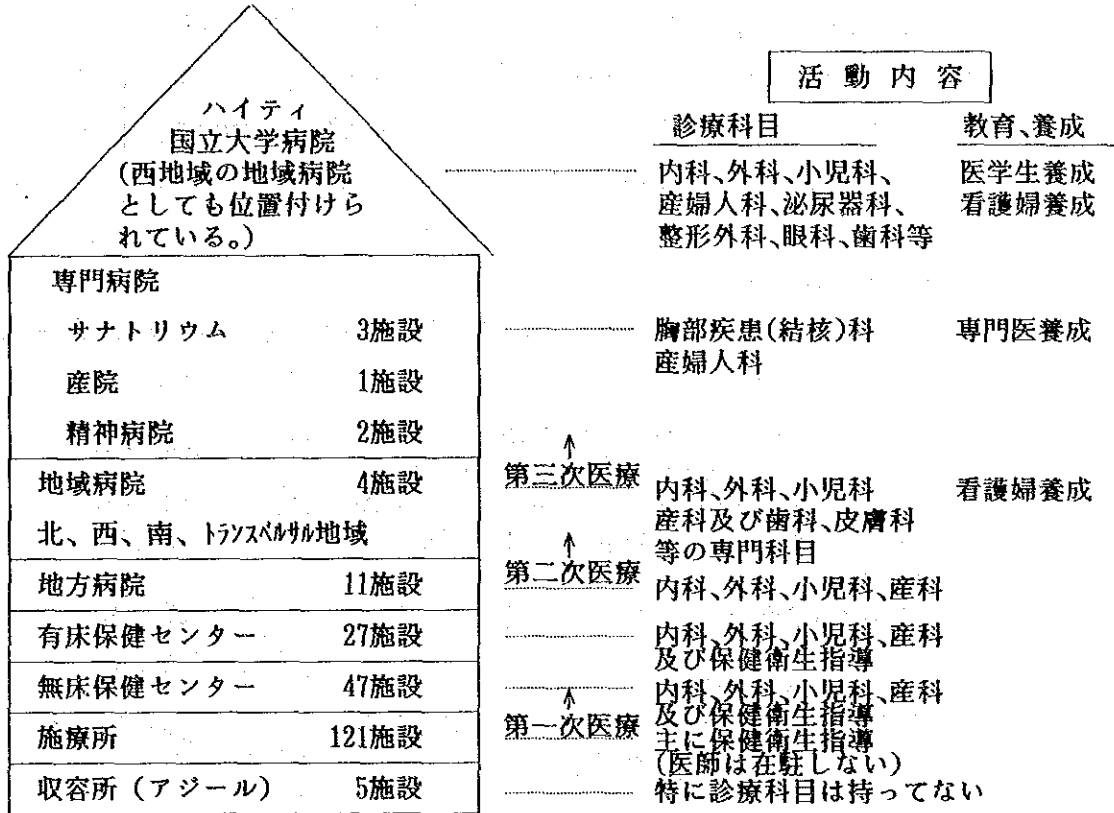 活動内容
診療科目 教育、養成
ハイティ
国立大学病院
(西地域の地域病院
としても位置付けら
れている。)
内科、外科、小児科、 医学生養成
産婦人科、泌尿器科、 看護婦養成
整形外科、眼科、歯科等
専門病院
サナトリウム 3施設 胸部疾患(結核)科 専門医養成
産婦人科
産院 1施設
精神病院 2施設
第三次医療
地域病院 4施設 内科、外科、小児科 看護婦養成
産科及び歯科、皮膚科
等の専門科目
北、西、南、トランスベルサル地域
第二次医療
地方病院 11施設 内科、外科、小児科、産科
有床保健センター 27施設 内科、外科、小児科、産科
及び保健衛生指導
無床保健センター 47施設 内科、外科、小児科、産科
及び保健衛生指導
第一次医療
施療所 121施設 主に保健衛生指導
(医師は在駐しない)
収容所(アジール) 5施設 特に診療科目は持ってない